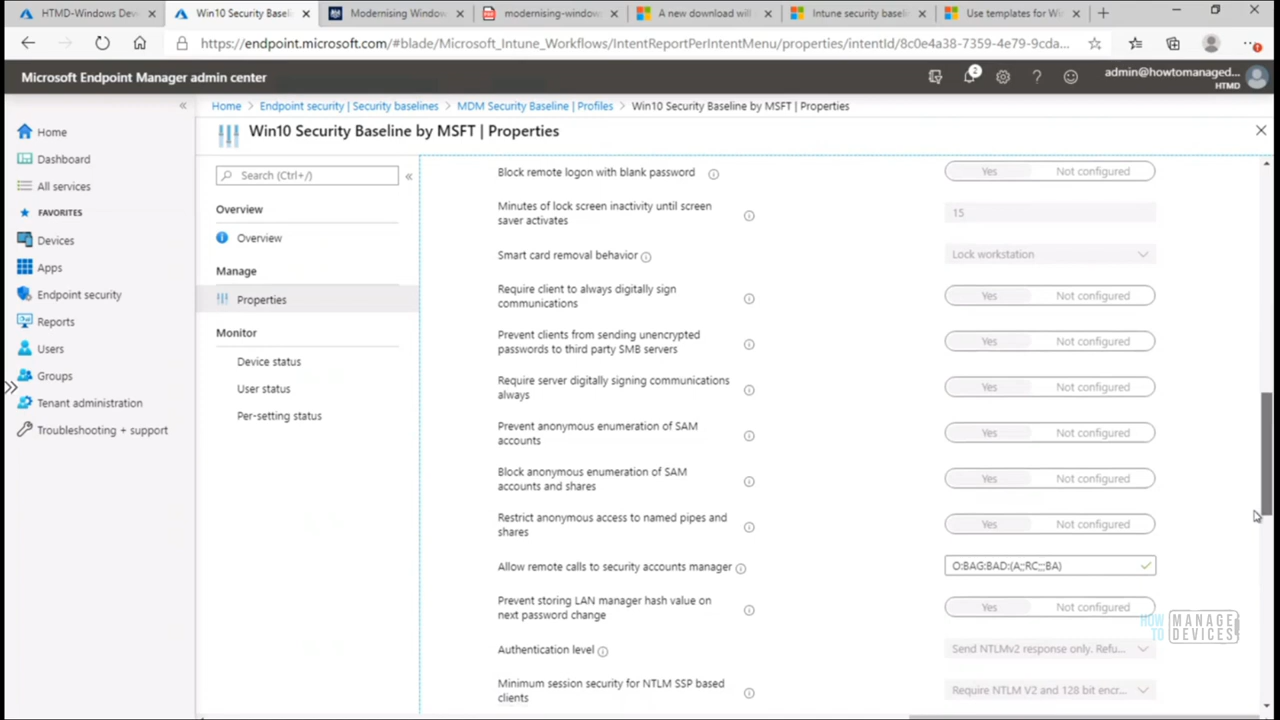 HTMD-Windows Dev
Win10 Security Baseli
Modernising Window
modernising-window
A new download will
Intune security baseli
Use templates for Wi
https://endpoint.microsoft.com/#blade/Microsoft_Intune_Workflows/IntentReportPerIntentMenu/properties/intentId/8c0e4a38-7359-4e79-9cda...
Microsoft Endpoint Manager admin center
2
admin@howtomanaged...
HTMD
Home
Dashboard
All services
FAVORITES
Devices
Apps
Endpoint security
Reports
Users
Groups
Tenant administration
Troubleshooting + support
Home > Endpoint security | Security baselines > MDM Security Baseline | Profiles > Win10 Security Baseline by MSFT | Properties
Win10 Security Baseline by MSFT | Properties
Search (Ctrl+/)
Overview
Overview
Manage
Properties
Monitor
Device status
User status
Per-setting status
Block remote logon with blank password
Yes Not configured
Minutes of lock screen inactivity until screen
saver activates
15
Smart card removal behavior
Lock workstation
Require client to always digitally sign
communications
Yes Not configured
Prevent clients from sending unencrypted
passwords to third party SMB servers
Yes Not configured
Require server digitally signing communications
always
Yes Not configured
Prevent anonymous enumeration of SAM
accounts
Yes Not configured
Block anonymous enumeration of SAM
accounts and shares
Yes Not configured
Restrict anonymous access to named pipes and
shares
Yes Not configured
Allow remote calls to security accounts manager
O:BAG:BAD:(A;;RC;;;BA)
Prevent storing LAN manager hash value on
next password change
Yes Not configured
HOW
TO
MANAGE
DEVICES
Authentication level
Send NTLMv2 response only. Refu...
Minimum session security for NTLM SSP based
clients
Require NTLM V2 and 128 bit encr...